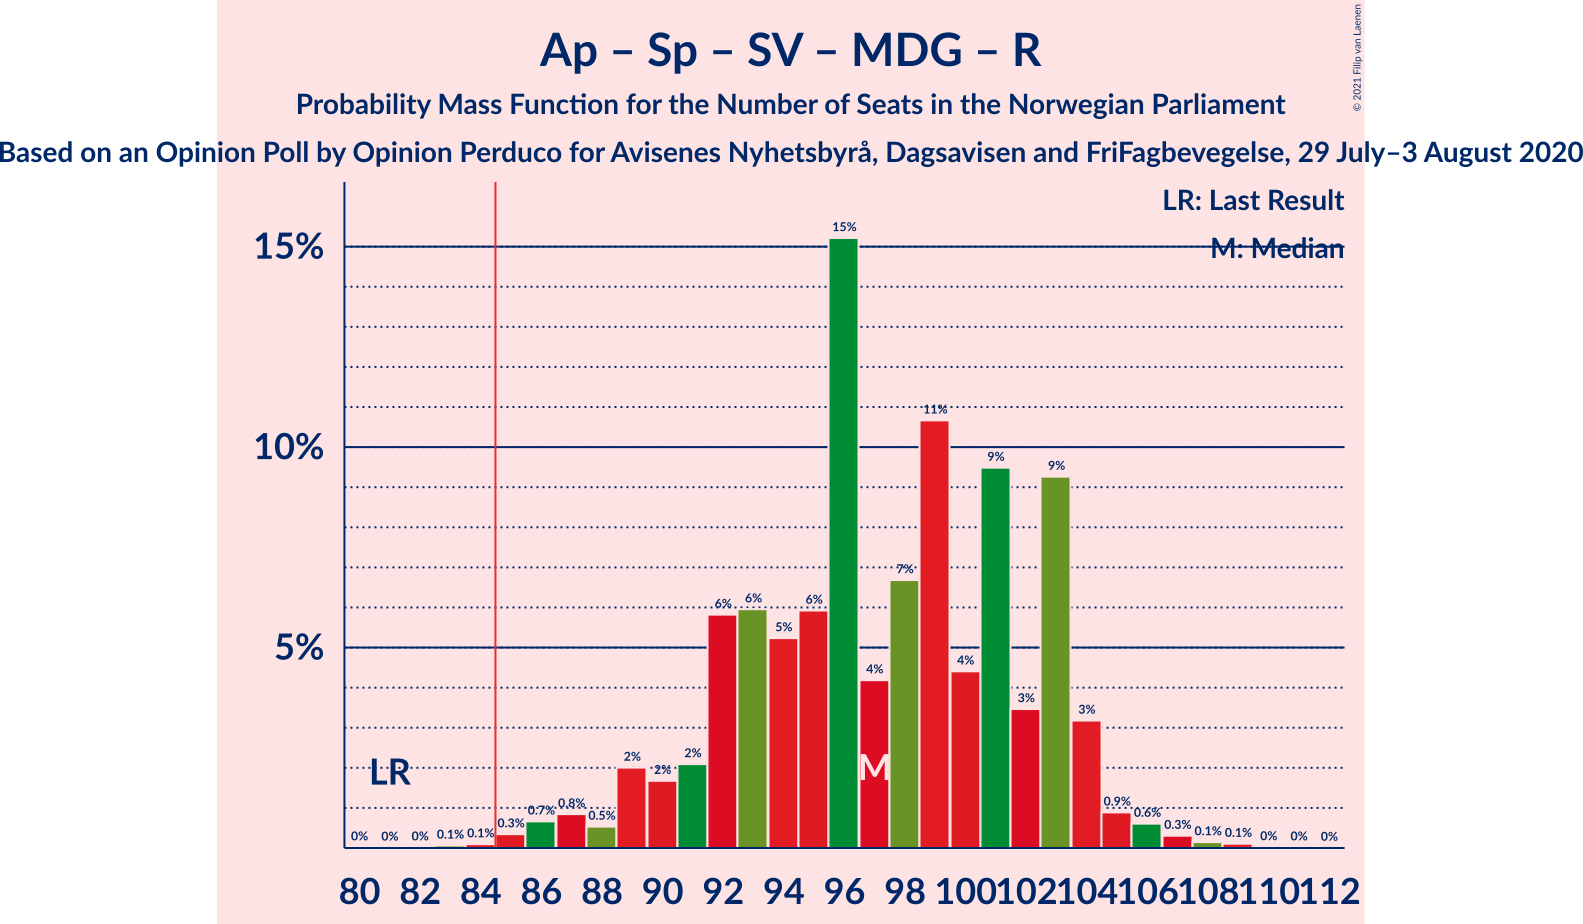 Ap – Sp – SV – MDG – R
Probability Mass Function for the Number of Seats in the Norwegian Parliament
Based on an Opinion Poll by Opinion Perduco for Avisenes Nyhetsbyrå, Dagsavisen and FriFagbevegelse, 29 July–3 August 2020
© 2021 Filip van Laenen
LR: Last Result
M: Median
15%
10%
5%
0% 0% 0% 0.1% 0.1% 0.3% 0.7% 0.8% 0.5% 2% 2% 2% 6% 6% 5% 6% 15% 4% 7% 11% 4% 9% 3% 9% 3% 0.9% 0.6% 0.3% 0.1% 0.1% 0% 0% 0%
LR
M
80 82 84 86 88 90 92 94 96 98 100 102 104 106 108 110 112